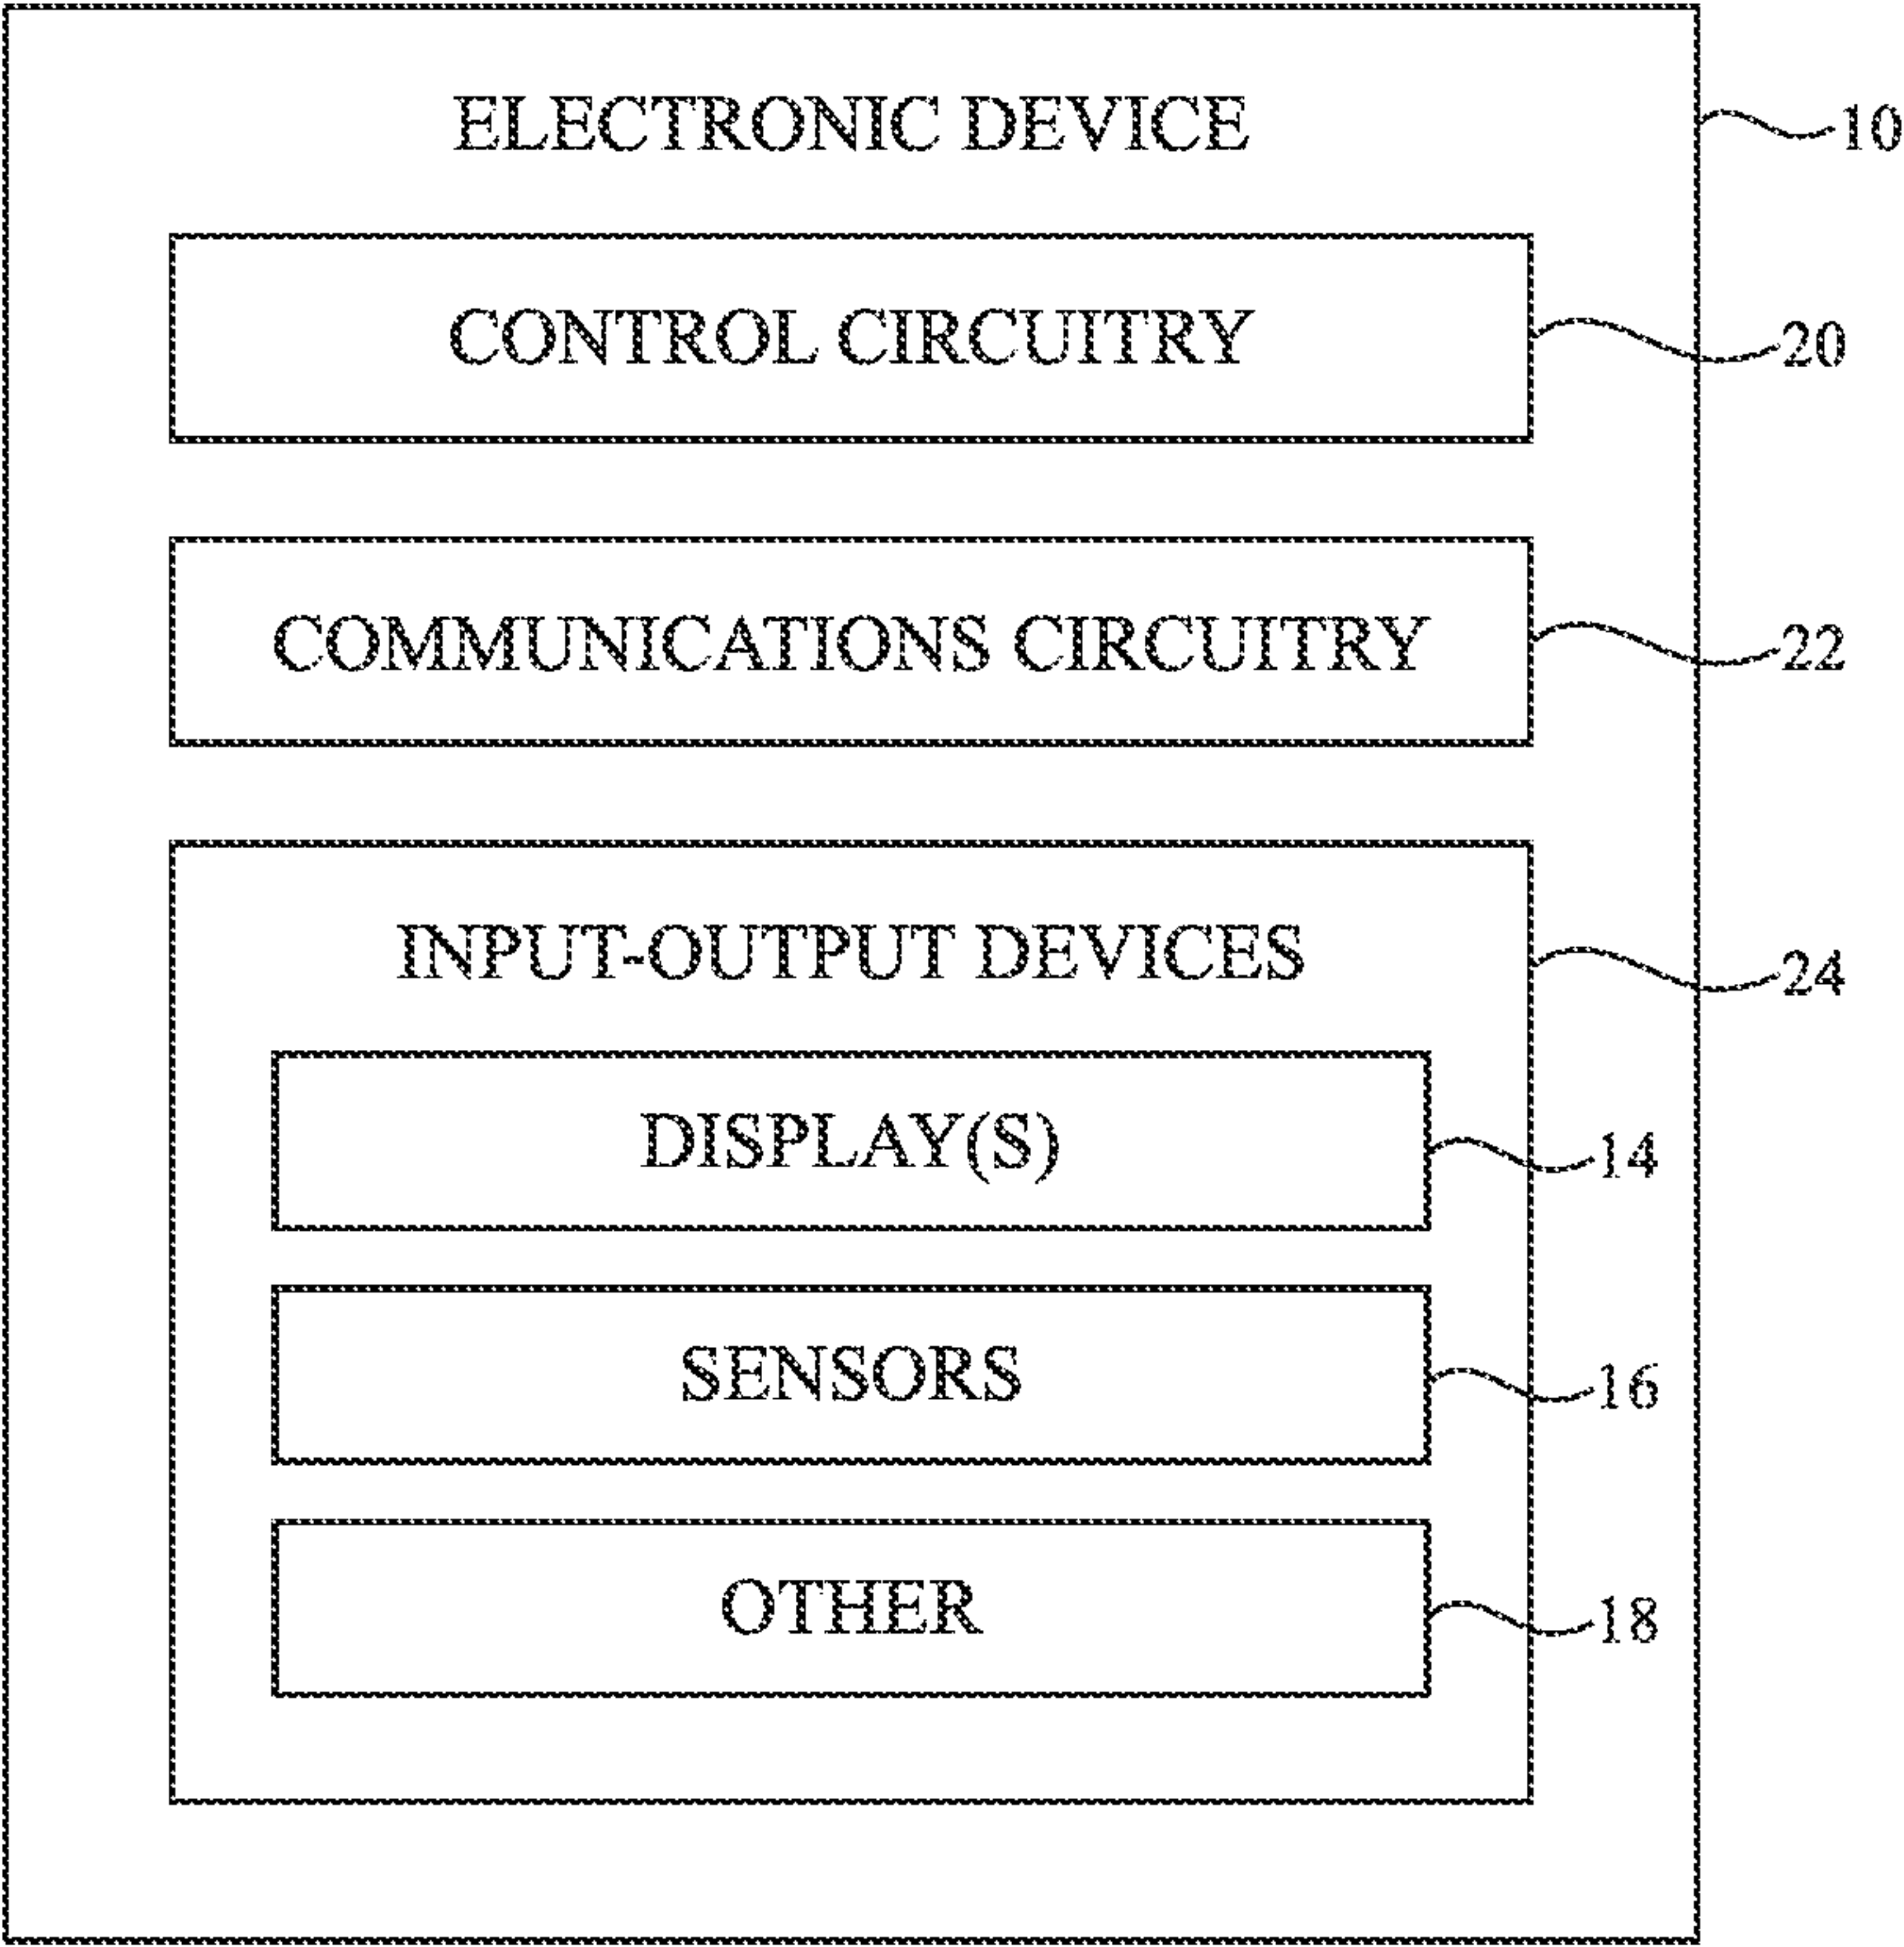 ELECTRONIC DEVICE
10
CONTROL CIRCUITRY
20
COMMUNICATIONS CIRCUITRY
22
INPUT-OUTPUT DEVICES
24
DISPLAY(S)
14
SENSORS
16
OTHER
18